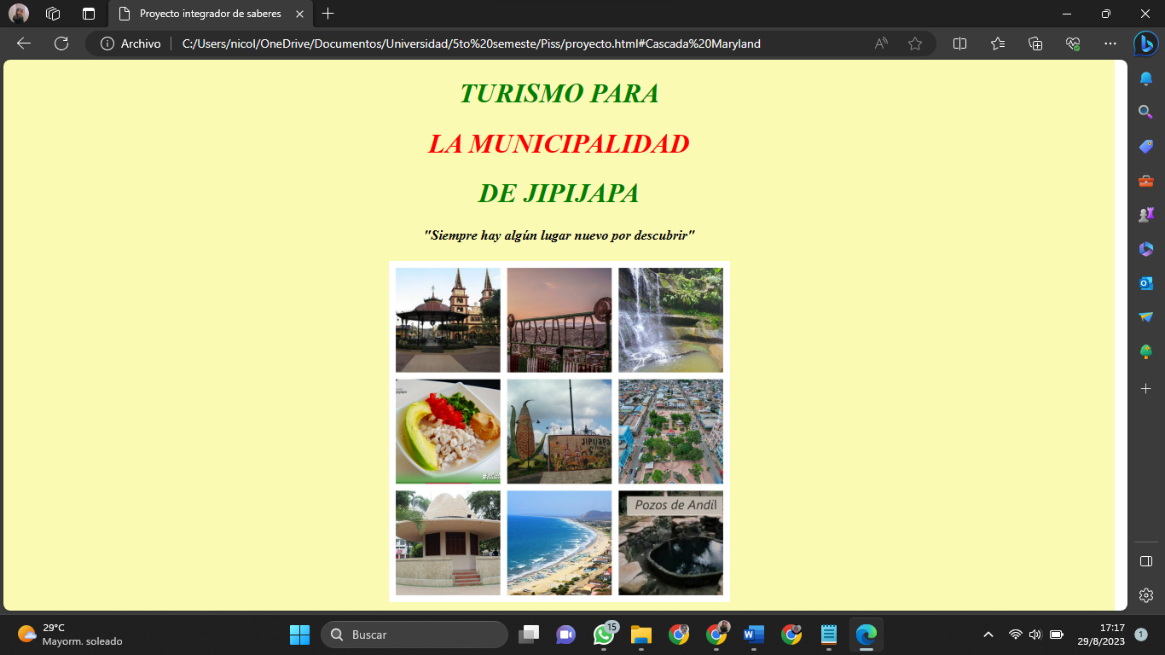 Proyecto integrador de saberes
Archivo
C:/Users/nicol/OneDrive/Documentos/Universidad/5to%20semeste/Piss/proyecto.html#Cascada%20Maryland
TURISMO PARA
LA MUNICIPALIDAD
DE JIPIJAPA
"Siempre hay algún lugar nuevo por descubrir"
JIPIJAPA
Pozos de Andil
29°C
Mayorm. soleado
Buscar
15
17:17
29/8/2023
1